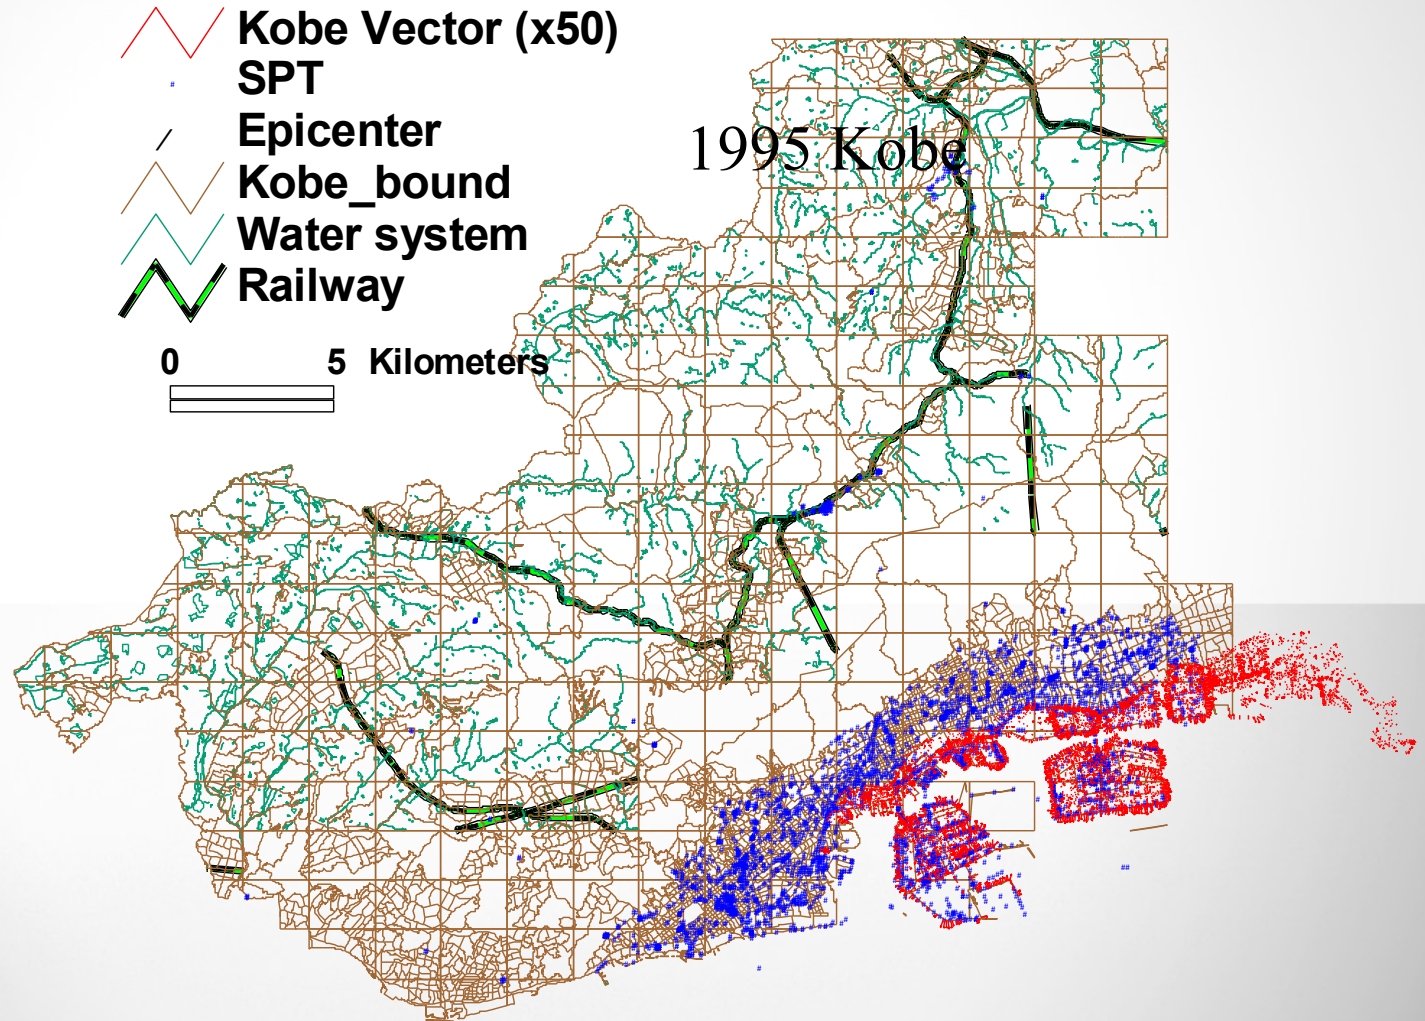 Kobe Vector (x50)
SPT
Epicenter
1995 Kobe
Kobe_bound
Water system
Railway
0 5 Kilometers